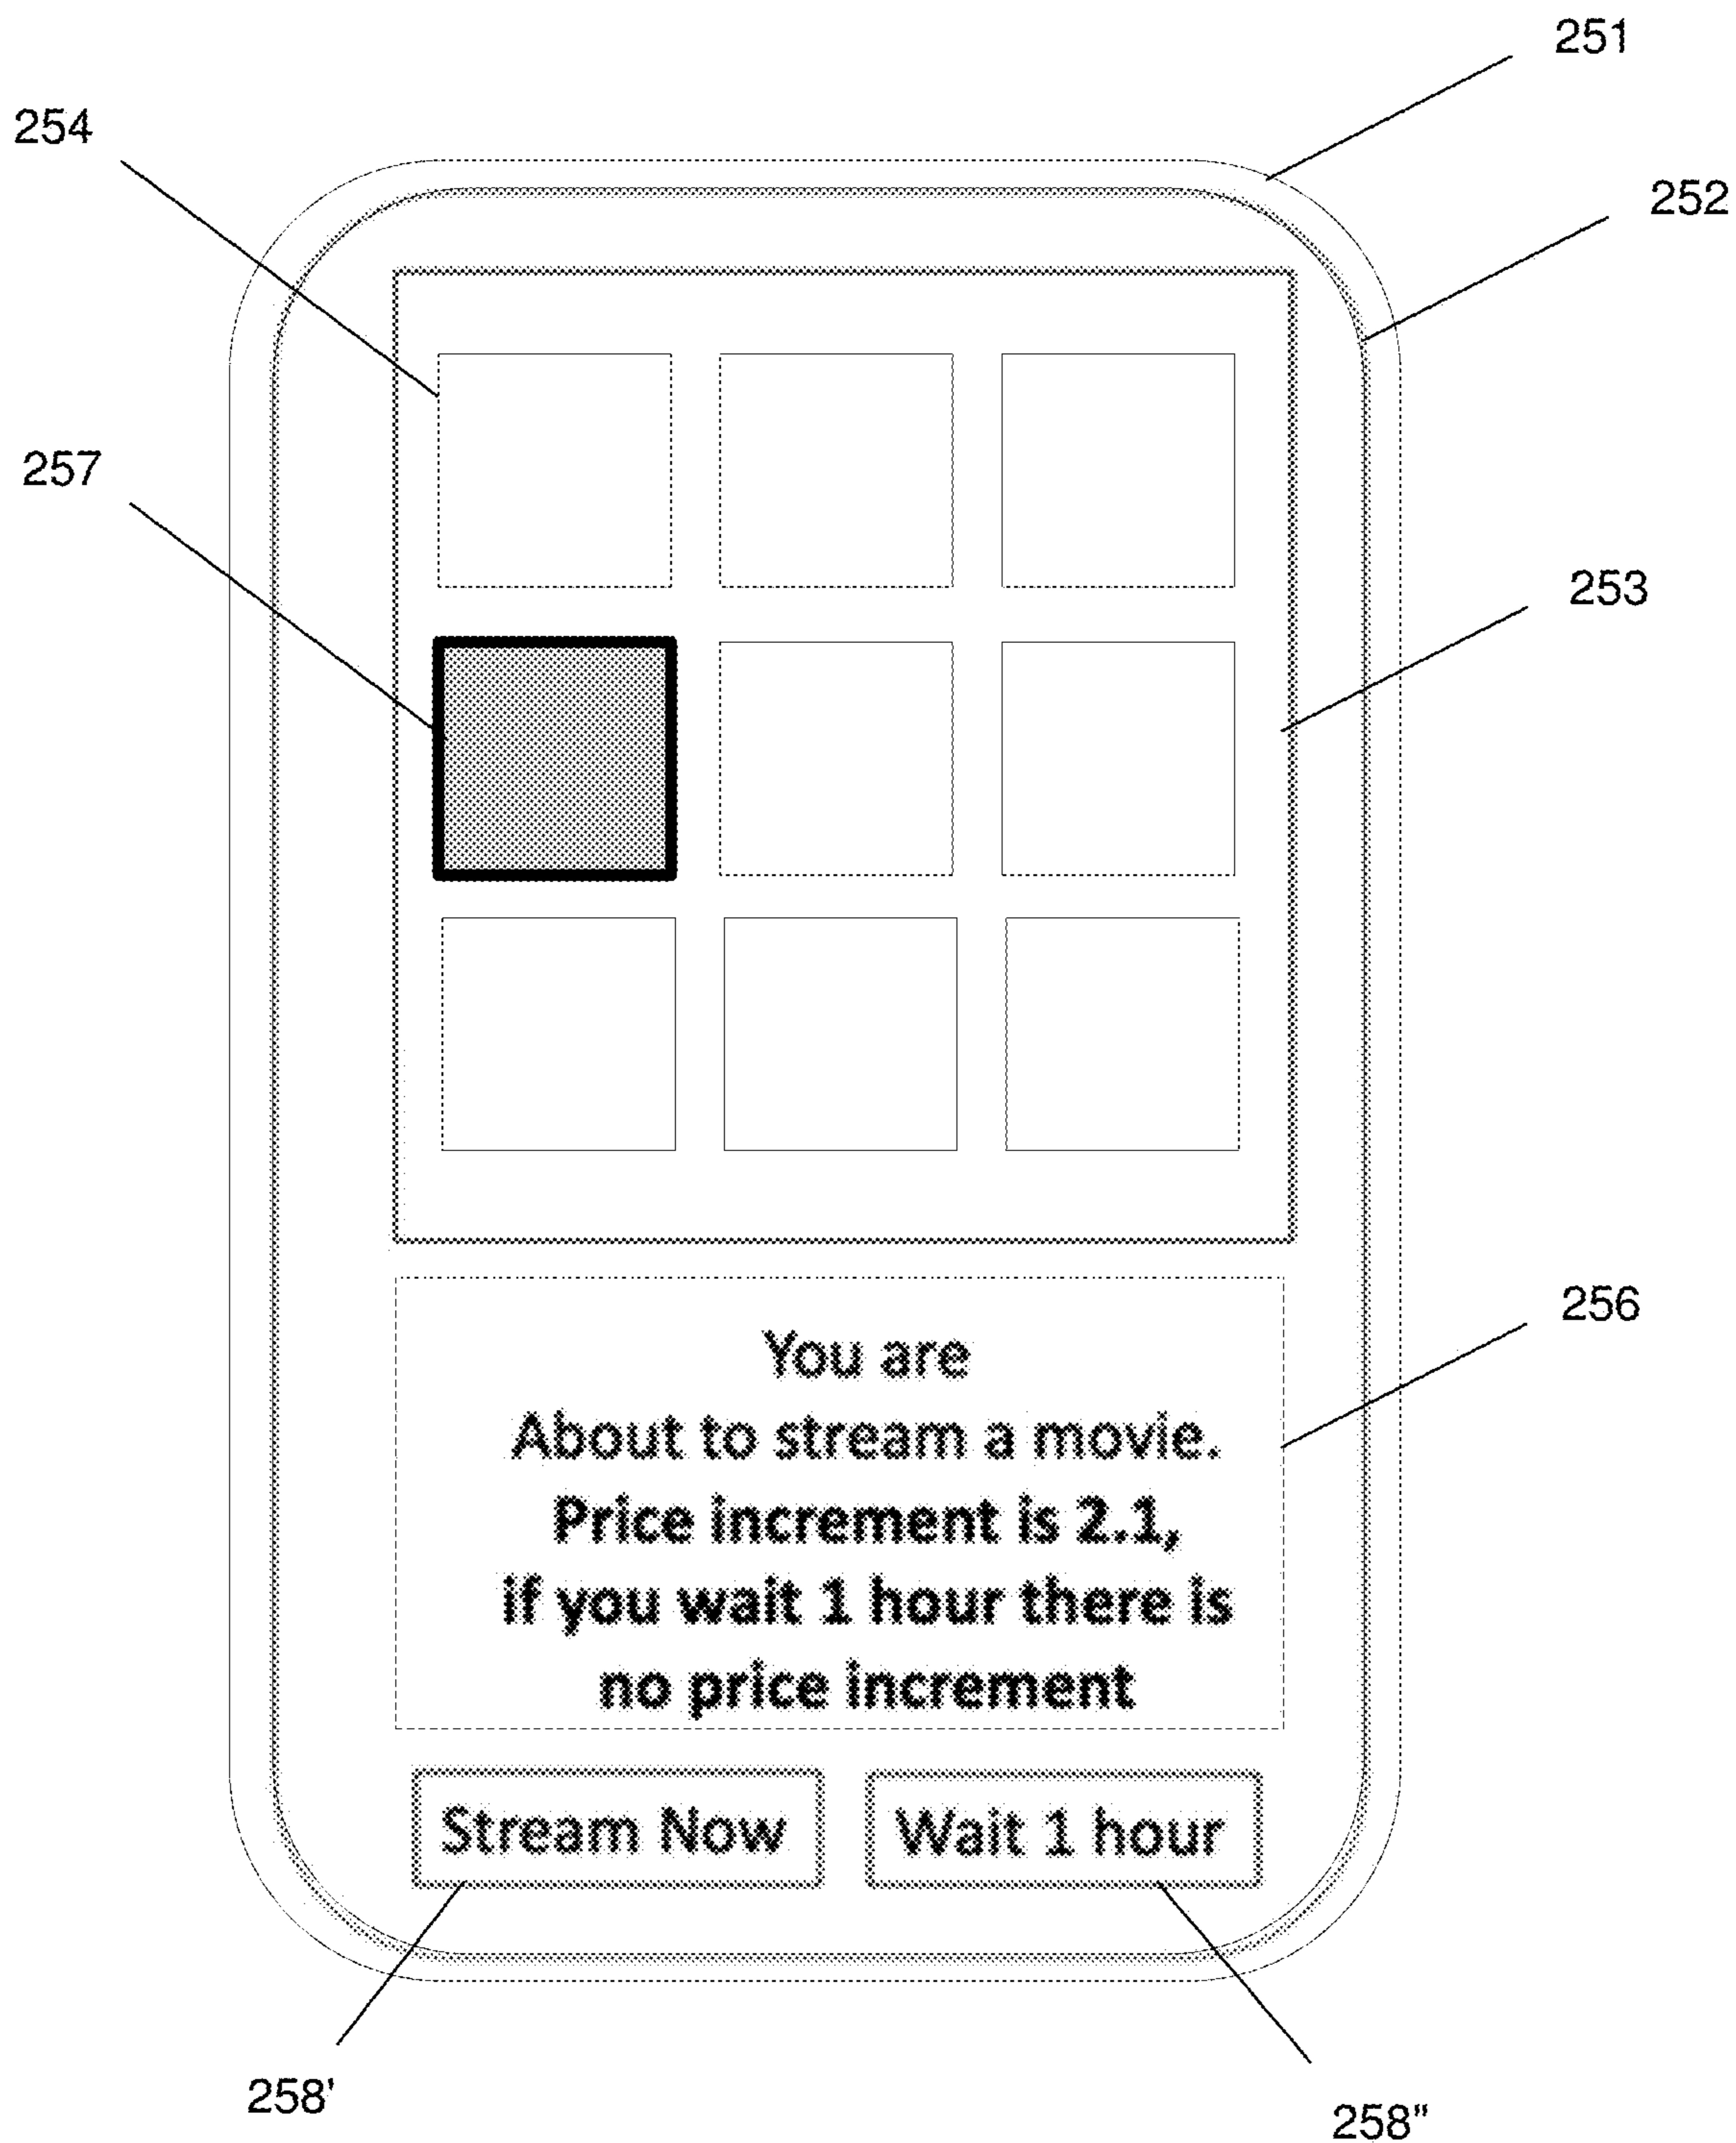 251
254
252
257
253
256
You are
About to stream a movie.
Price increment is 2.1,
if you wait 1 hour there is
no price increment
Stream Now
Wait 1 hour
258'
258"